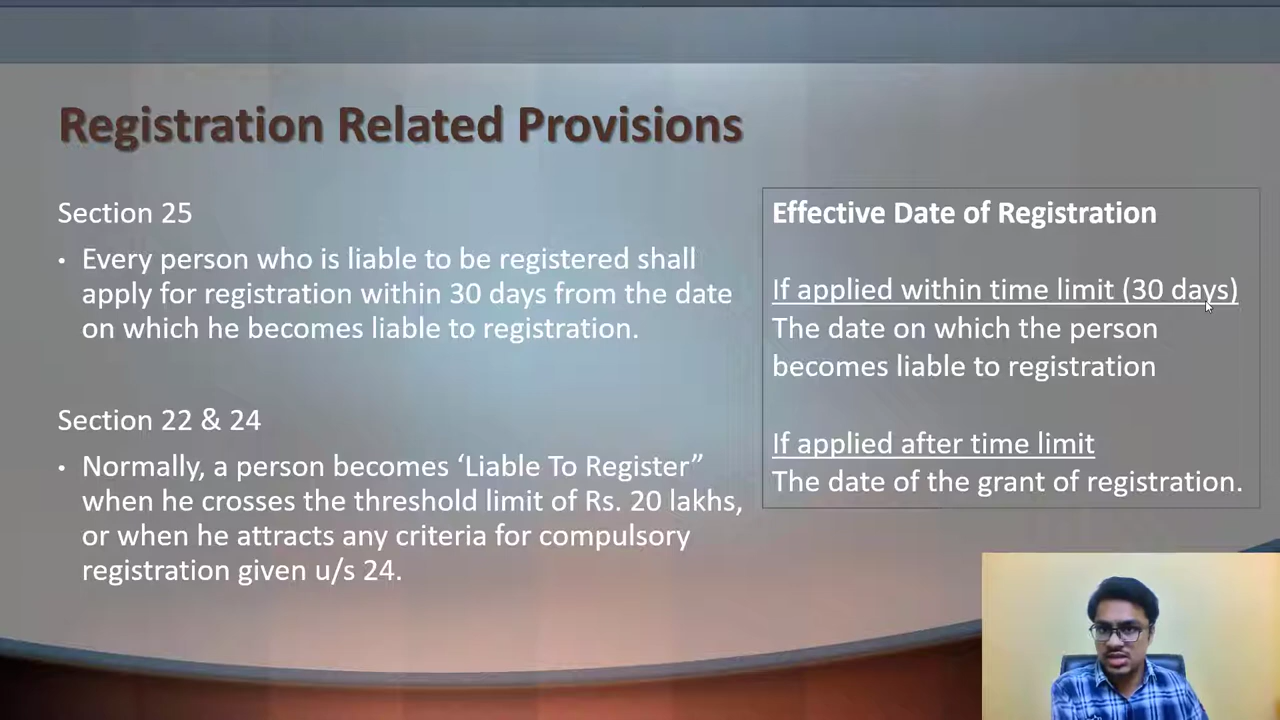 Registration Related Provisions
Section 25
• Every person who is liable to be registered shall
apply for registration within 30 days from the date
on which he becomes liable to registration.
Section 22 & 24
• Normally, a person becomes ‘Liable To Register”
when he crosses the threshold limit of Rs. 20 lakhs,
or when he attracts any criteria for compulsory
registration given u/s 24.
Effective Date of Registration
If applied within time limit (30 days)
The date on which the person
becomes liable to registration
If applied after time limit
The date of the grant of registration.